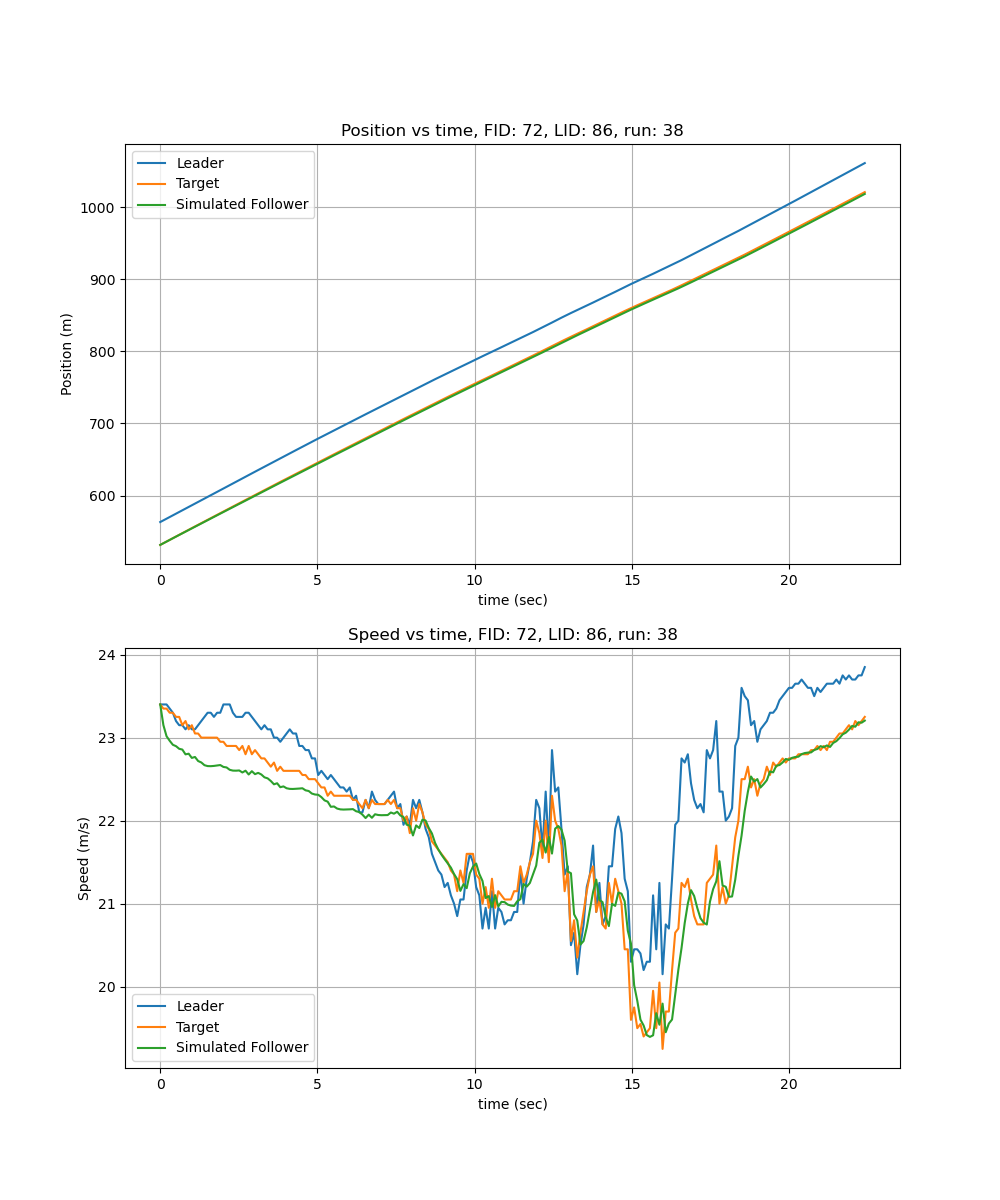 Position vs time, FID: 72, LID: 86, run: 38
Leader
Target
Simulated Follower
Position (m)
1000
900
800
700
600
0 5 10 15 20
time (sec)
Speed vs time, FID: 72, LID: 86, run: 38
24
23
22
21
20
Speed (m/s)
Leader
Target
Simulated Follower
0 5 10 15 20
time (sec)